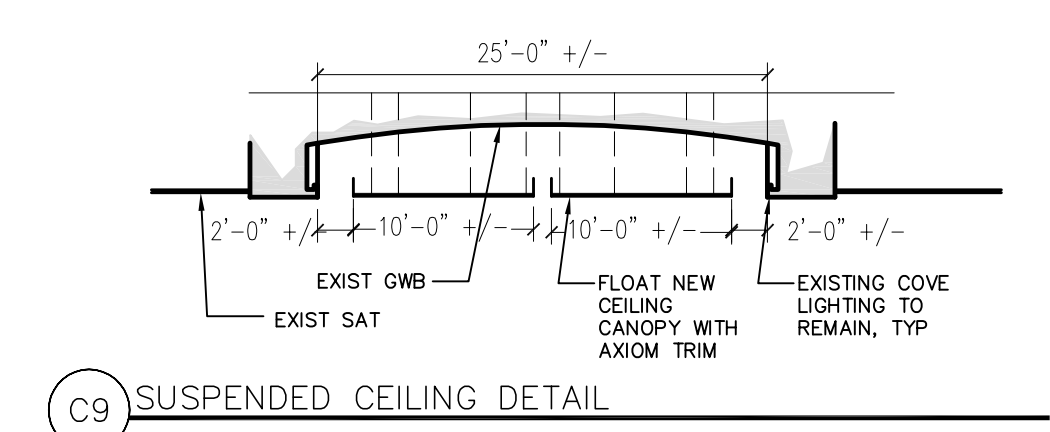 25'-0" +/-
2'-0" +/-
10'-0" +/-
10'-0" +/-
2'-0" +/-
EXIST GWB
EXIST SAT
FLOAT NEW
CEILING
CANOPY WITH
AXIOM TRIM
EXISTING COVE
LIGHTING TO
REMAIN, TYP
C9
SUSPENDED CEILING DETAIL